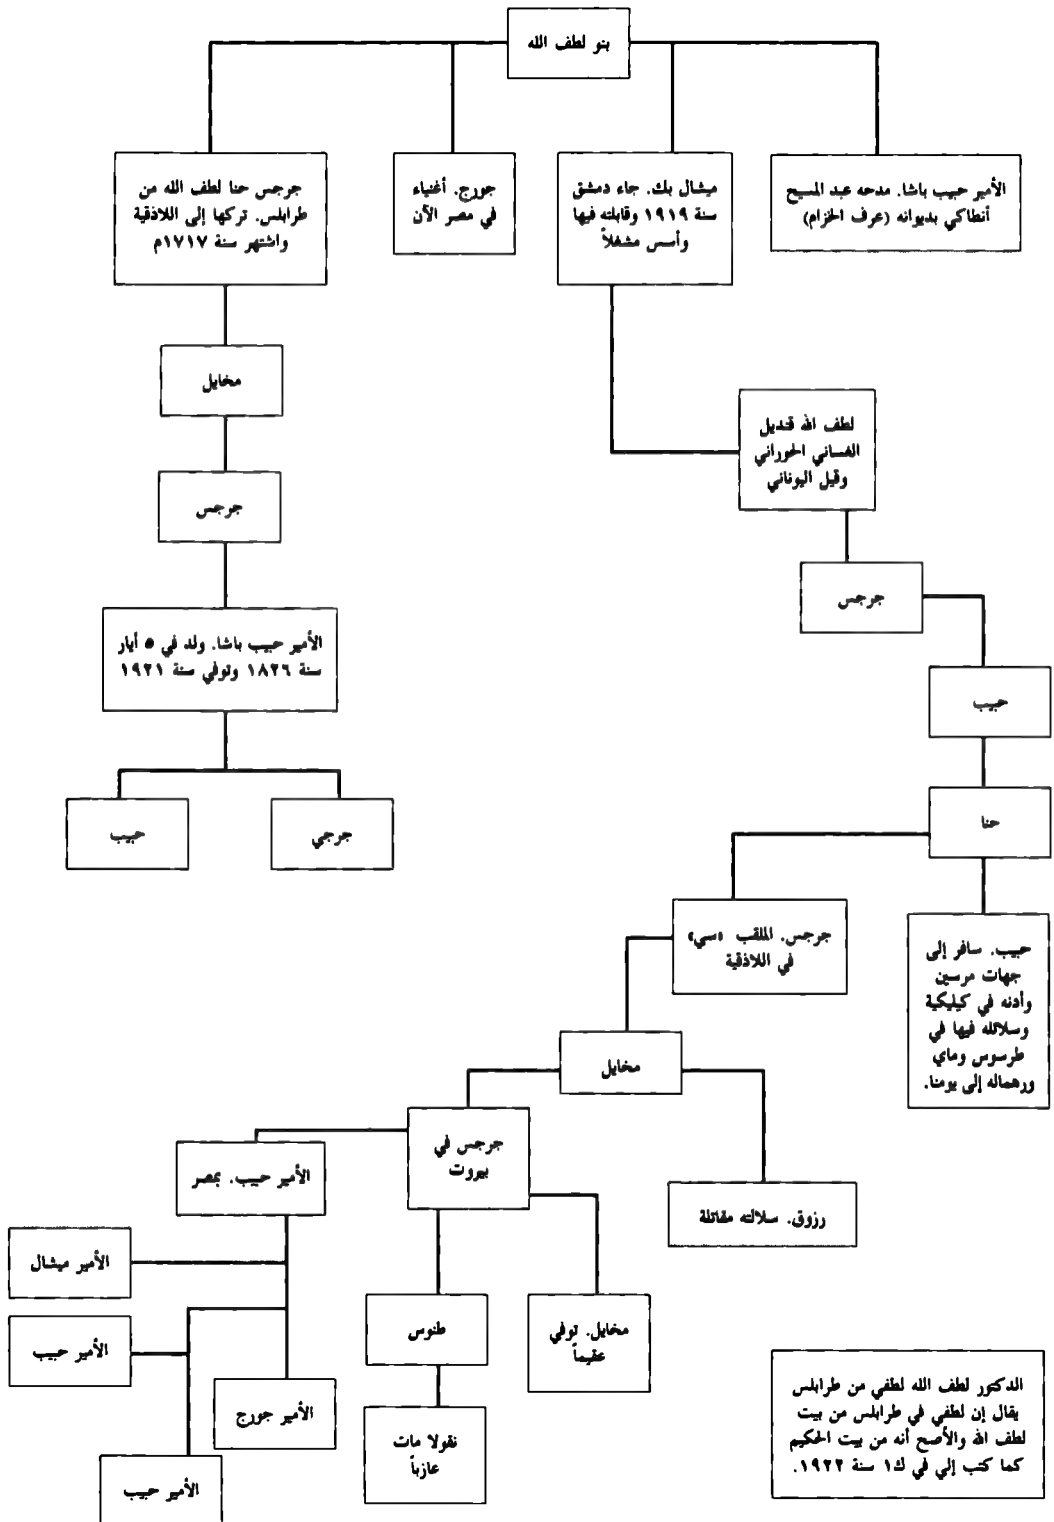 بنو لطف الله
الأمير حبيب باشا. مدحه عبد المسيح
أنطاكي بديوانه (عرف الخزام)
ميشال بك. جاء دمشق
سنة ١٩١٩ وقابلته فيها
وأسس مشغلاً
جورج. أغنياء
في مصر الآن
جرجس حنا لطف الله من
طرابلس. تركها إلى اللاذقية
واشتهر سنة ١٧١٧م
مخايل
جرجس
الأمير حبيب باشا. ولد في ٥ أيار
سنة ١٨٢٦ وتوفي سنة ١٩٢١
جرجي
حبيب
لطف الله قنديل
الغساني الحوراني
وقيل اليوناني
جرجس
حبيب
حنا
حبيب. سافر إلى
جهات مرسين
وأدنه في كيليكية
وسلائله فيها في
طرسوس وماي
ورهماله إلى يومنا.
جرجس. الملقب «سي»
في اللاذقية
مخايل
رزوق. سلالته مقاتلة
جرجس في
بيروت
الأمير حبيب. بمصر
مخايل. توفي
عقيماً
طنوس
نقولا مات
عازباً
الأمير ميشال
الأمير حبيب
الأمير جورج
الأمير حبيب
الدكتور لطف الله لطفي من طرابلس
يقال إن لطفي في طرابلس من بيت
لطف الله والأصح أنه من بيت الحكيم
كما كتب إلي في ك١ سنة ١٩٢٢.